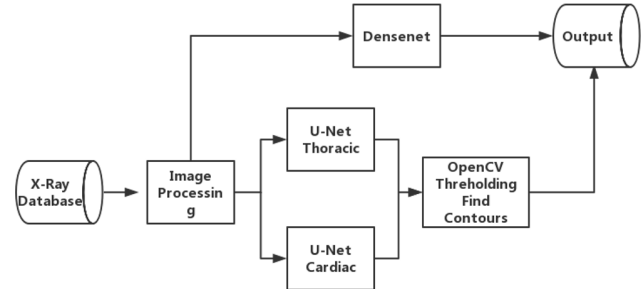 Densenet
Output
U-Net
Thoracic
X-Ray
Database
Image
Processin
g
OpenCV
Threholding
Find
Contours
U-Net
Cardiac